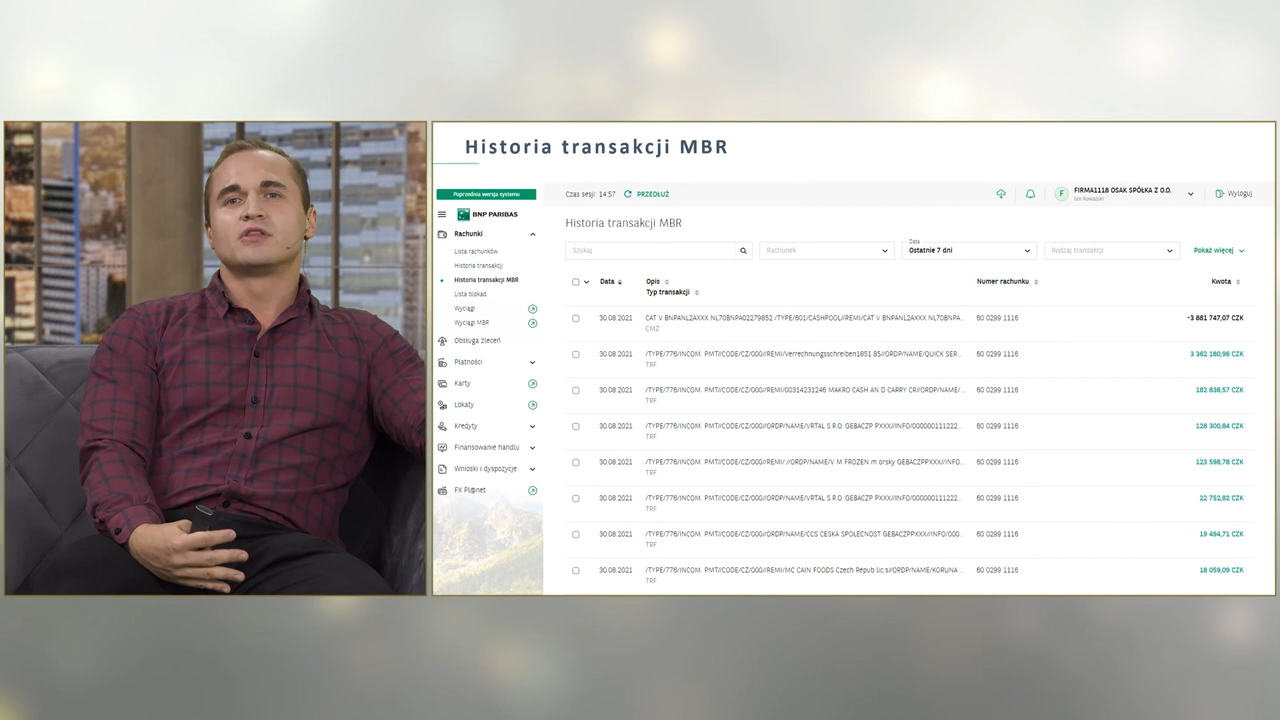 Historia transakcji MBR
Poprzednia wersja systemu
Czas sesji: 14:57 PRZEDŁUŻ
F FIRMA1118 OSAK SPÓŁKA Z O.O.
Jan Kowalski
Wyloguj
BNP PARIBAS
Rachunki
Lista rachunków
Historia transakcji
Historia transakcji MBR
Lista blokad
Wyciągi
Wyciągi MBR
Obsługa zleceń
Płatności
Karty
Lokaty
Kredyty
Finansowanie handlu
Wnioski i dyspozycje
FX Pl@net
Historia transakcji MBR
Szukaj
Rachunek
Data
Ostatnie 7 dni
Rodzaj transakcji
Pokaż więcej
Data Opis Numer rachunku Kwota
Typ transakcji
30.08.2021 CAT V BNPANL2AXXX NL70BNPA02279852 /TYPE/601/CASHPOOL//REMI/CAT V BNPANL2AXXX NL70BNPA... 60 0299 1116 -3 881 747,07 CZK
CMZ
30.08.2021 /TYPE/776/INCOM. PMT//CODE/CZ/000//REMI/Verrechnungsschreiben1851 85//ORDP/NAME/QUICK SER... 60 0299 1116 3 362 180,96 CZK
TRF
30.08.2021 /TYPE/776/INCOM. PMT//CODE/CZ/000//REMI/00314231246 MAKRO CASH AN D CARRY CR//ORDP/NAME/... 60 0299 1116 182 838,57 CZK
TRF
30.08.2021 /TYPE/776/INCOM. PMT//CODE/CZ/000//ORDP/NAME/VRTAL S.R.O. GEBACZP PXXX//INFO/000000111222... 60 0299 1116 128 300,84 CZK
TRF
30.08.2021 /TYPE/776/INCOM. PMT//CODE/CZ/000//REMI/.//ORDP/NAME/V M FROZEN m orsky GEBACZPPXXX//INFO... 60 0299 1116 123 598,78 CZK
TRF
30.08.2021 /TYPE/776/INCOM. PMT//CODE/CZ/000//ORDP/NAME/VRTAL S.R.O. GEBACZP PXXX//INFO/000000111222... 60 0299 1116 22 752,82 CZK
TRF
30.08.2021 /TYPE/776/INCOM. PMT//CODE/CZ/000//ORDP/NAME/CCS CESKA SPOLECNOST GEBACZPPXXX//INFO/000... 60 0299 1116 19 494,71 CZK
TRF
30.08.2021 /TYPE/776/INCOM. PMT//CODE/CZ/000//REMI/MC CAIN FOODS Czech Repub lic,s//ORDP/NAME/KORUNA ... 60 0299 1116 18 059,09 CZK
TRF